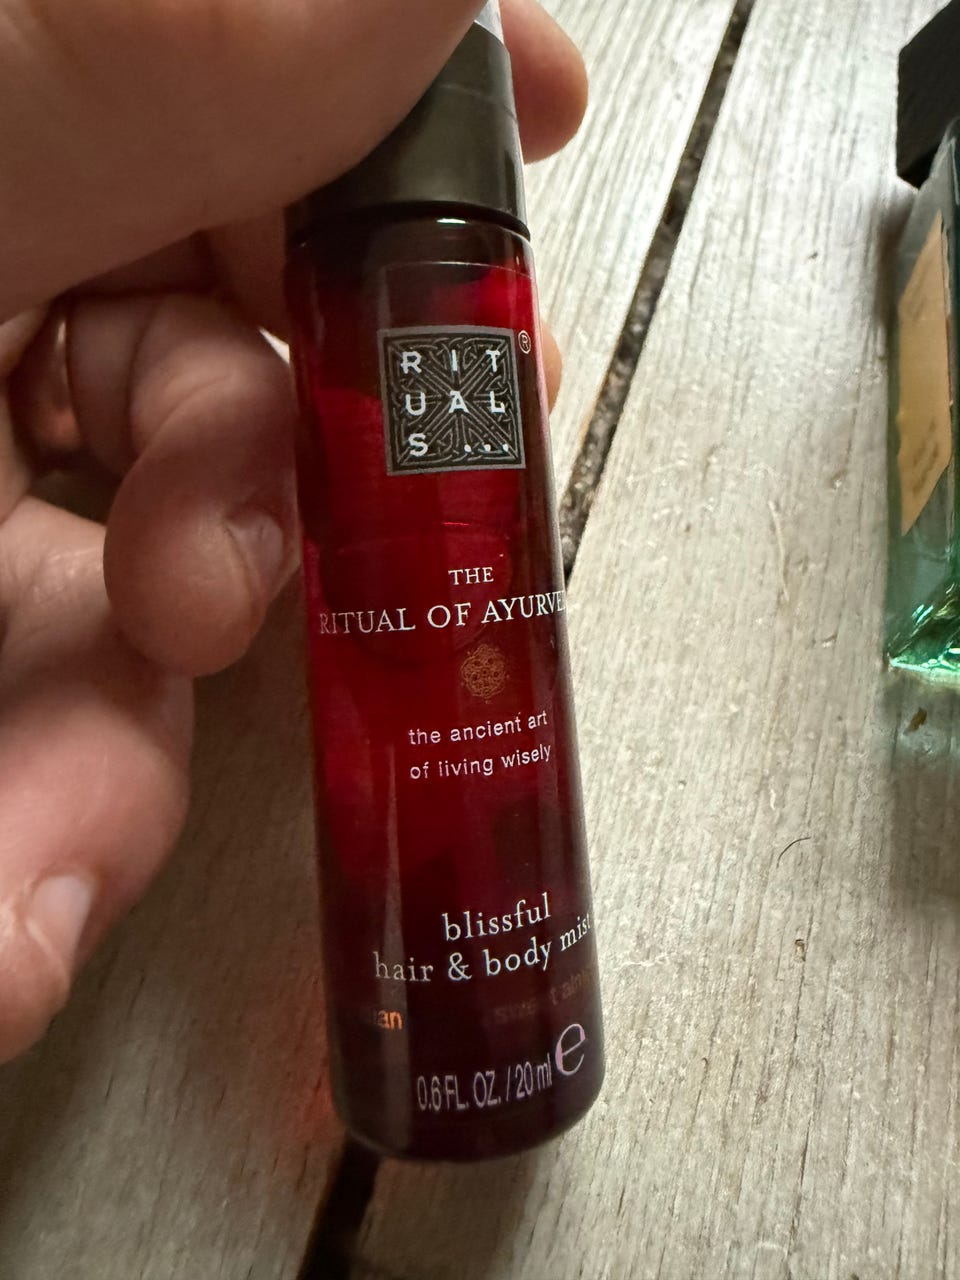 RIT
UAL
S... ®
THE
RITUAL OF AYURVE
the ancient art
of living wisely
blissful
hair & body mist
0.6 FL. OZ. / 20 ml e